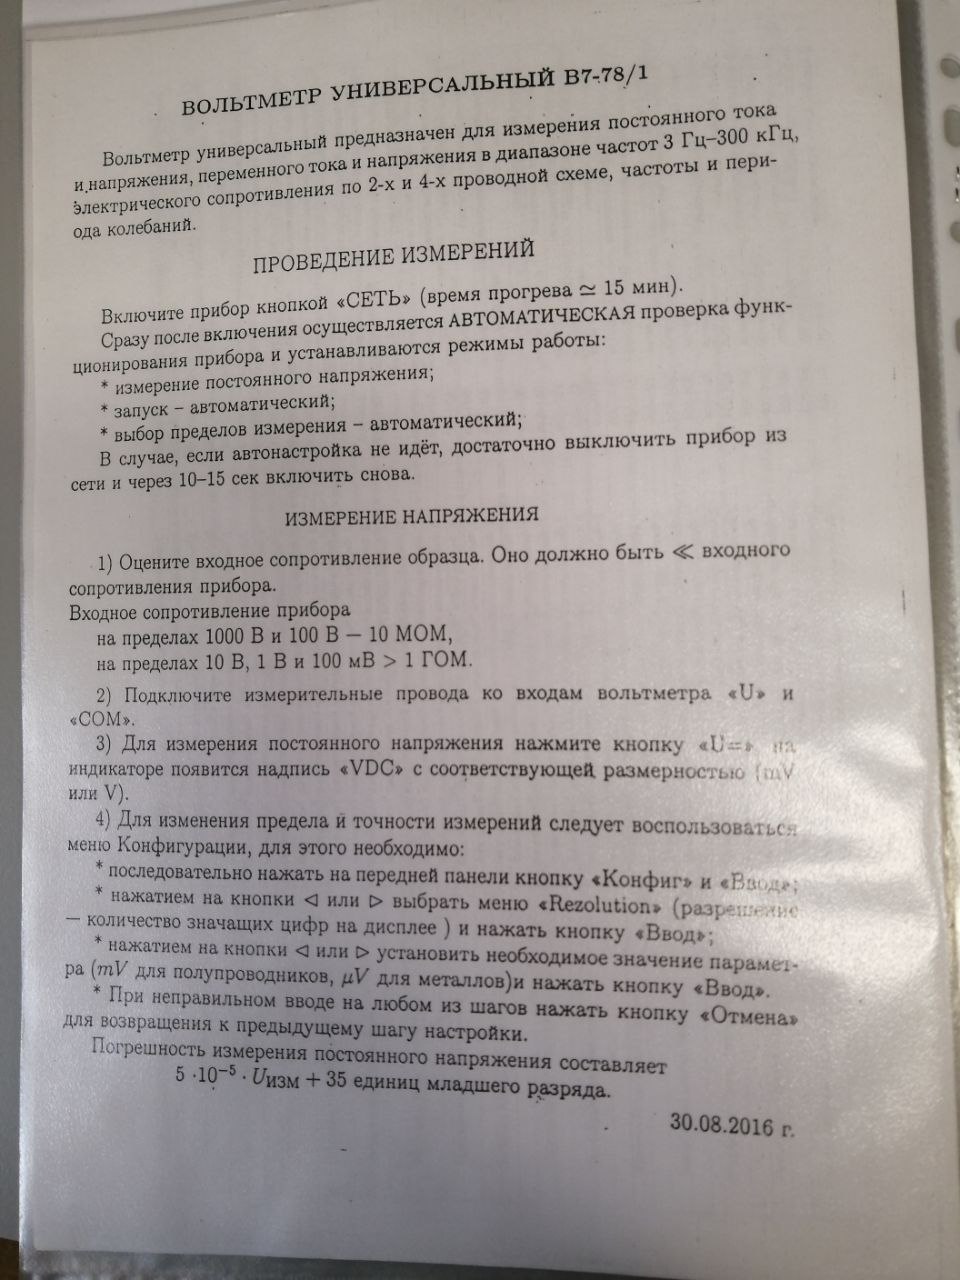 ВОЛЬТМЕТР УНИВЕРСАЛЬНЫЙ В7-78/1
Вольтметр универсальный предназначен для измерения постоянного тока
и напряжения, переменного тока и напряжения в диапазоне частот 3 Гц–300 кГц,
электрического сопротивления по 2-х и 4-х проводной схеме, частоты и пери-
ода колебаний.
ПРОВЕДЕНИЕ ИЗМЕРЕНИЙ
Включите прибор кнопкой «СЕТЬ» (время прогрева ≃ 15 мин).
Сразу после включения осуществляется АВТОМАТИЧЕСКАЯ проверка функ-
ционирования прибора и устанавливаются режимы работы:
* измерение постоянного напряжения;
* запуск – автоматический;
* выбор пределов измерения – автоматический;
В случае, если автонастройка не идёт, достаточно выключить прибор из
сети и через 10–15 сек включить снова.
ИЗМЕРЕНИЕ НАПРЯЖЕНИЯ
1) Оцените входное сопротивление образца. Оно должно быть ≪ входного
сопротивления прибора.
Входное сопротивление прибора
на пределах 1000 В и 100 В — 10 МОМ,
на пределах 10 В, 1 В и 100 мВ > 1 ГОМ.
2) Подключите измерительные провода ко входам вольтметра «U» и
«COM».
3) Для измерения постоянного напряжения нажмите кнопку «U=» на
индикаторе появится надпись «VDC» с соответствующей размерностью (mV
или V).
4) Для изменения предела и точности измерений следует воспользоваться
меню Конфигурации, для этого необходимо:
* последовательно нажать на передней панели кнопку «Конфиг» и «Ввод»;
* нажатием на кнопки ◁ или ▷ выбрать меню «Rezolution» (разрешение
— количество значащих цифр на дисплее ) и нажать кнопку «Ввод»;
* нажатием на кнопки ◁ или ▷ установить необходимое значение парамет-
ра (mV для полупроводников, μV для металлов)и нажать кнопку «Ввод».
* При неправильном вводе на любом из шагов нажать кнопку «Отмена»
для возвращения к предыдущему шагу настройки.
Погрешность измерения постоянного напряжения составляет
5 ·10⁻⁵ · Uизм + 35 единиц младшего разряда.
30.08.2016 г.